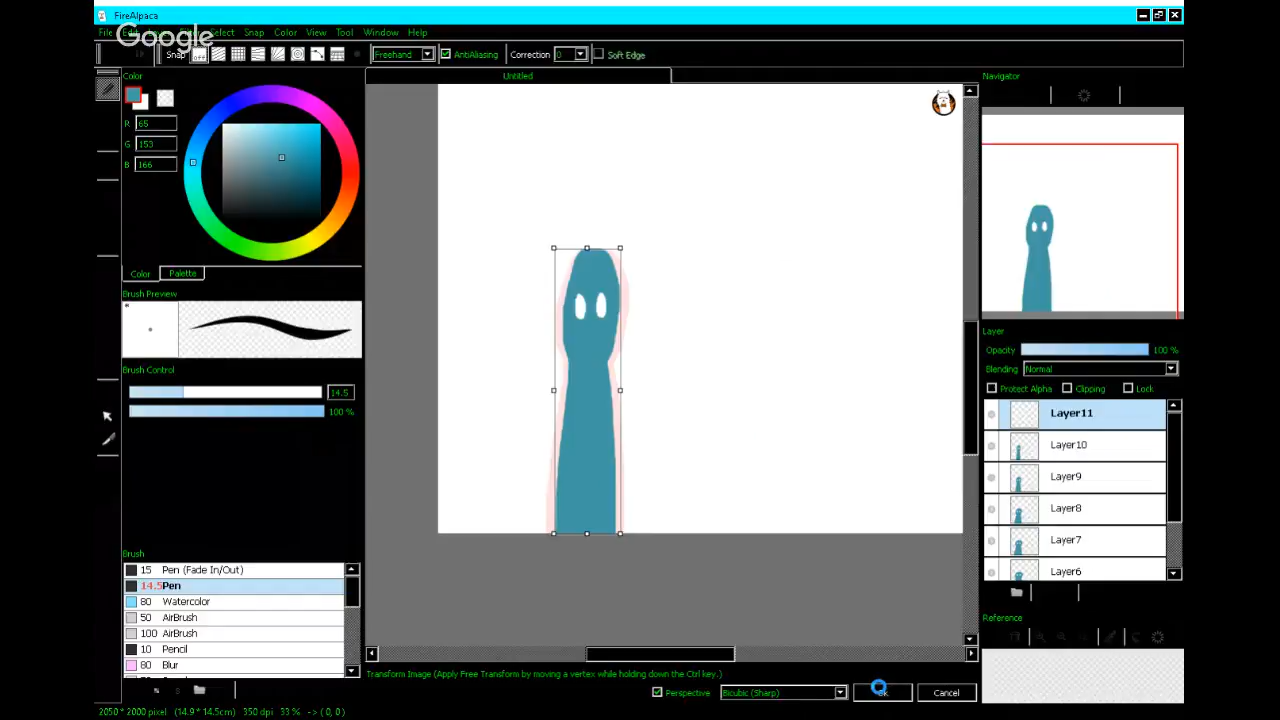 FireAlpaca
Google
File Edit Select Snap Color View Tool Window Help
Snap off Freehand AntiAliasing Correction 0 Soft Edge
Color
Untitled
Navigator
R 65
G 153
B 166
Color Palette
Brush Preview
Layer
Opacity 100 %
Blending Normal
Brush Control
Protect Alpha Clipping Lock
14.5
100 %
Layer11
Layer10
Layer9
Layer8
Layer7
Layer6
Brush
15 Pen (Fade In/Out)
14.5 Pen
80 Watercolor
50 AirBrush
100 AirBrush
10 Pencil
80 Blur
Reference
Transform Image (Apply Free Transform by moving a vertex while holding down the Ctrl key.)
Perspective Bicubic (Sharp) Cancel
2050 * 2000 pixel (14.9 * 14.5cm) 350 dpi 33 % -> ( 0, 0 )